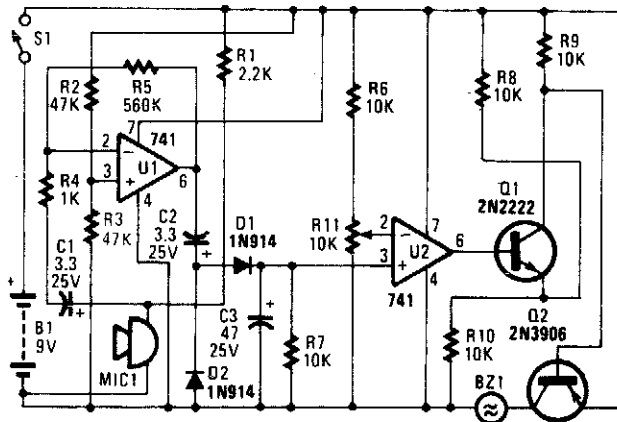 S1
R1
2.2K
R2
47K
R5
560K
R6
10K
R8
10K
R9
10K
7
741
2
−
U1
3
+
6
4
R4
1K
R3
47K
C1
3.3
25V
+
C2
3.3
25V
+
D1
1N914
R11
10K
2
−
7
U2
6
3
+
741
4
Q1
2N2222
+
B1
9V
MIC1
C3
47
25V
+
D2
1N914
R7
10K
R10
10K
Q2
2N3906
BZ1